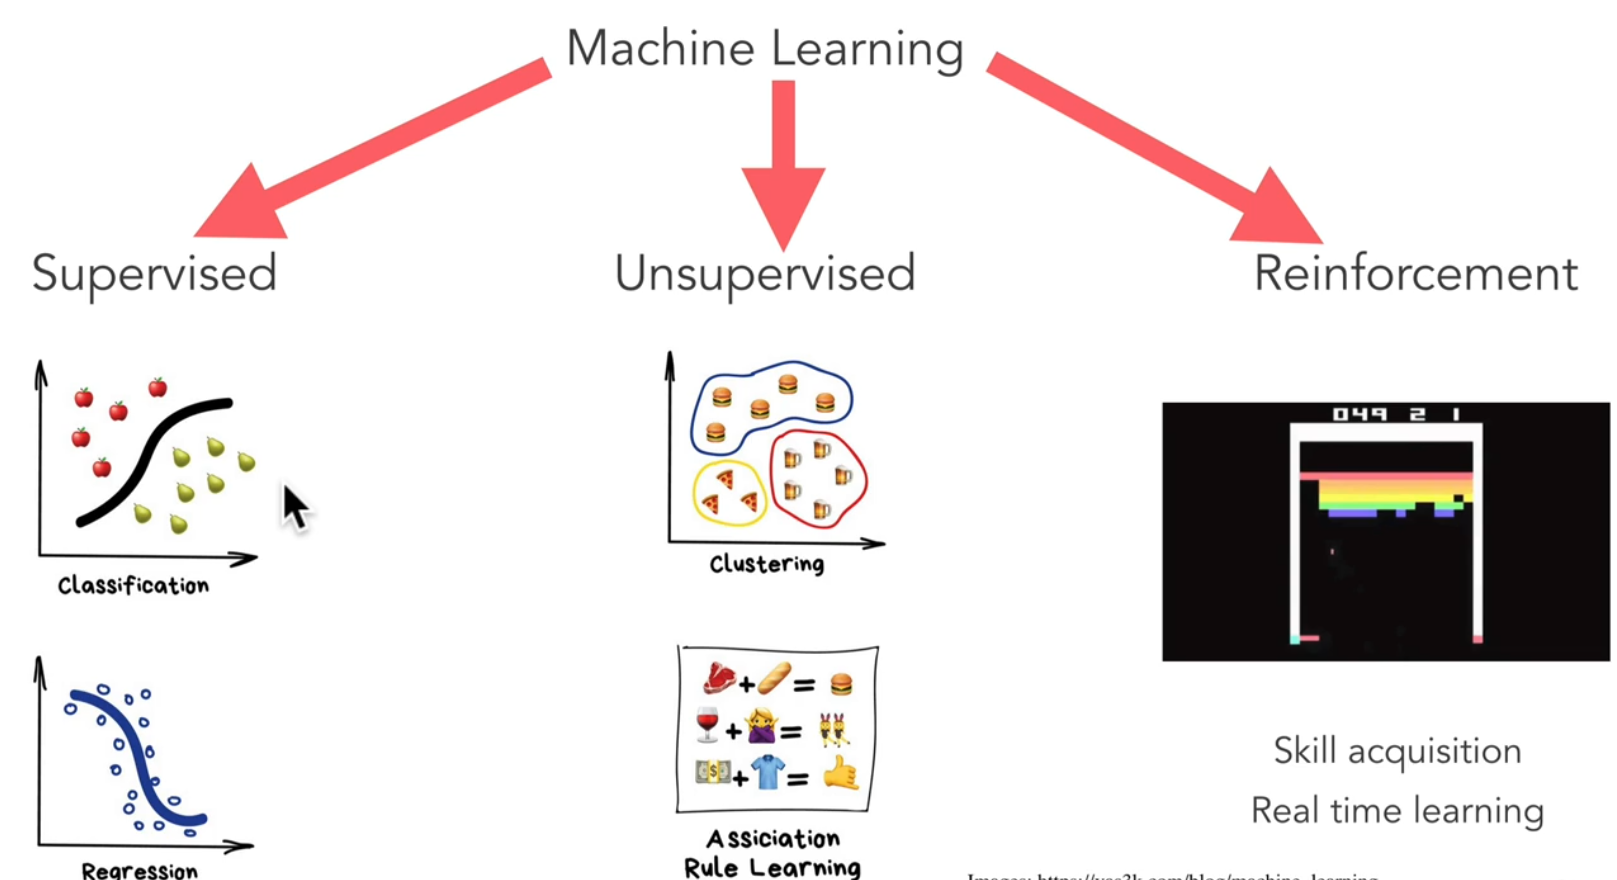 Machine Learning
Supervised
Unsupervised
Reinforcement
Classification
Regression
Clustering
Assiciation
Rule Learning
049 2 1
Skill acquisition
Real time learning
Images: https://vas3k.com/blog/machine_learning